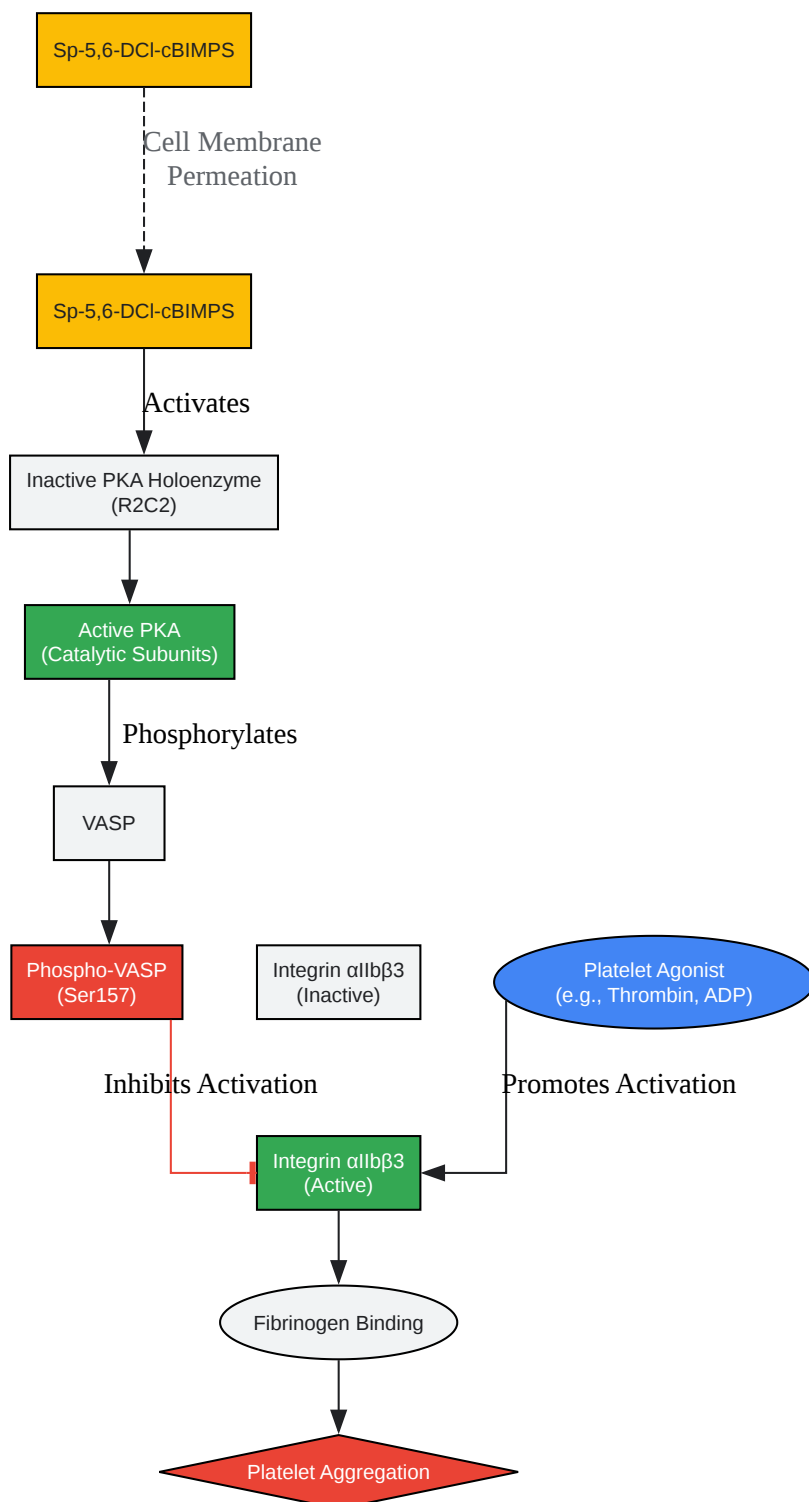 Sp-5,6-DCl-cBIMPS
Cell Membrane
Permeation
Sp-5,6-DCl-cBIMPS
Activates
Inactive PKA Holoenzyme
(R2C2)
Active PKA
(Catalytic Subunits)
Phosphorylates
VASP
Phospho-VASP
(Ser157)
Integrin αIIbβ3
(Inactive)
Platelet Agonist
(e.g., Thrombin, ADP)
Inhibits Activation
Promotes Activation
Integrin αIIbβ3
(Active)
Fibrinogen Binding
Platelet Aggregation